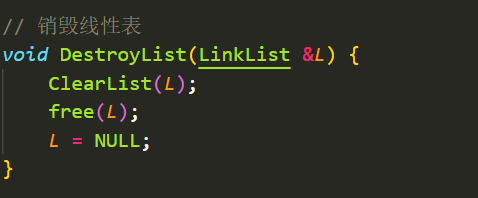 // 销毁线性表
void DestroyList(LinkList &L) {
    ClearList(L);
    free(L);
    L = NULL;
}